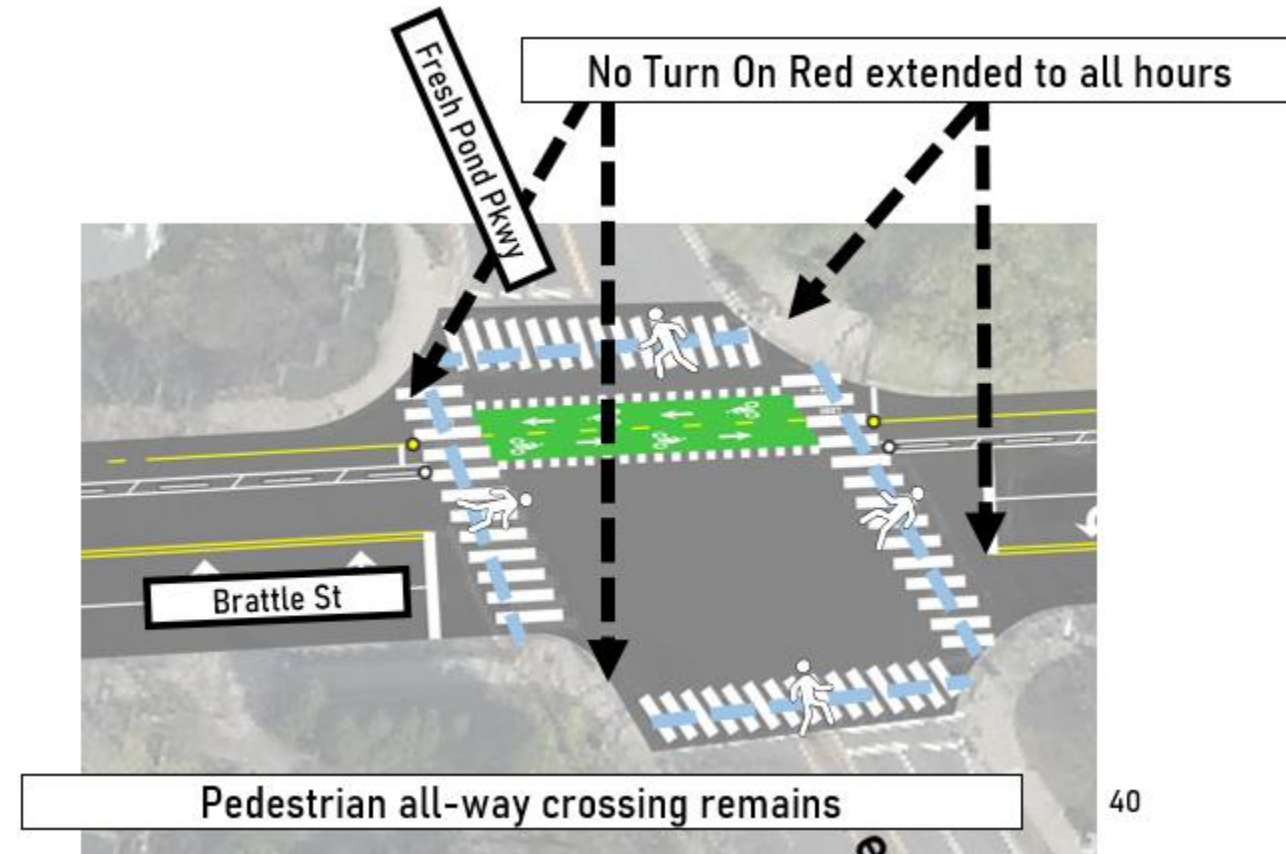 No Turn On Red extended to all hours
Fresh Pond Pkwy
Brattle St
Pedestrian all-way crossing remains
40
e